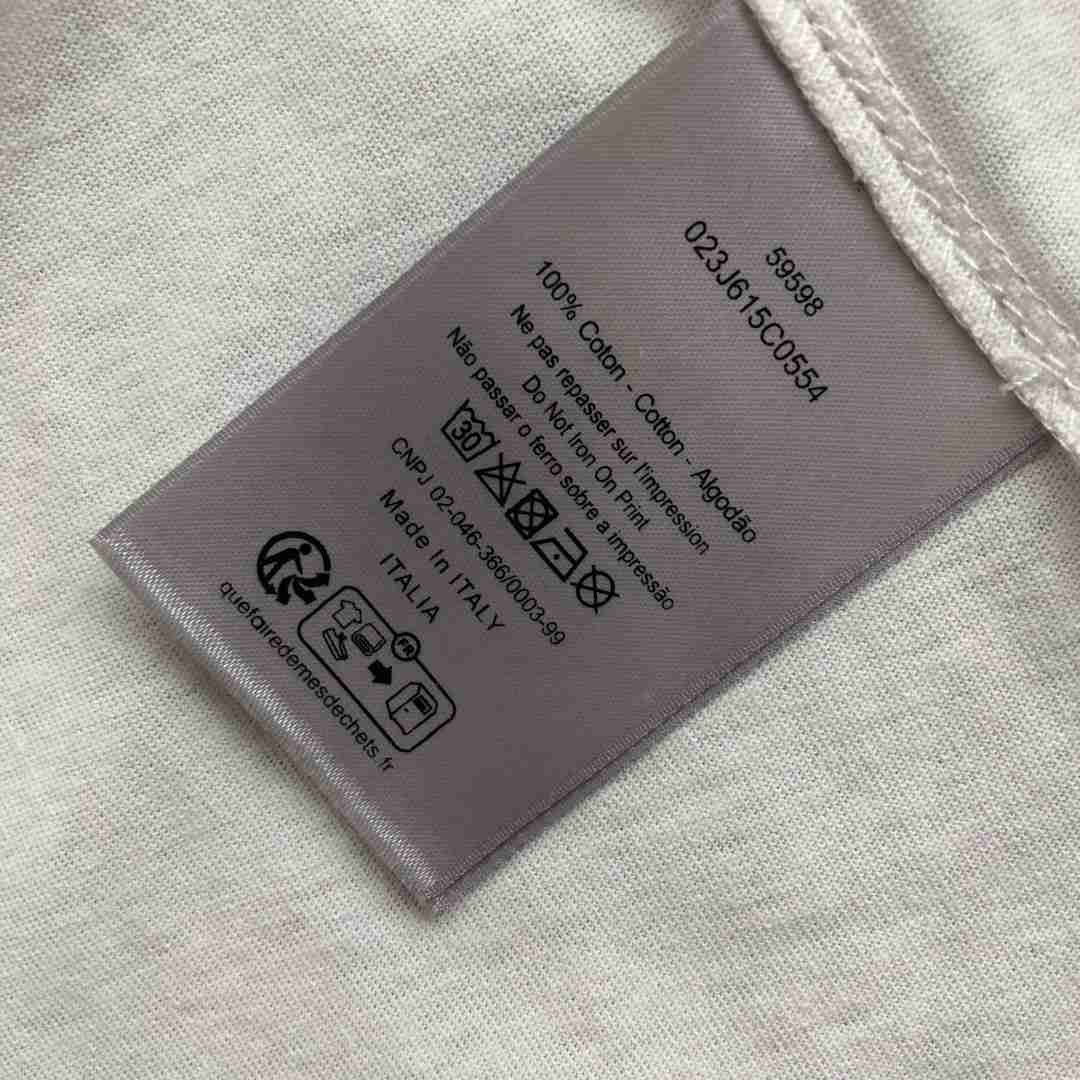 59598
023J615C0554
100% Coton - Cotton - Algodão
Ne pas repasser sur l'impression
Do Not Iron On Print
Não passar o ferro sobre a impressão
30
CNPJ 02-046-366/0003-99
Made In ITALY
ITALIA
FR
quefairedemesdechets.fr